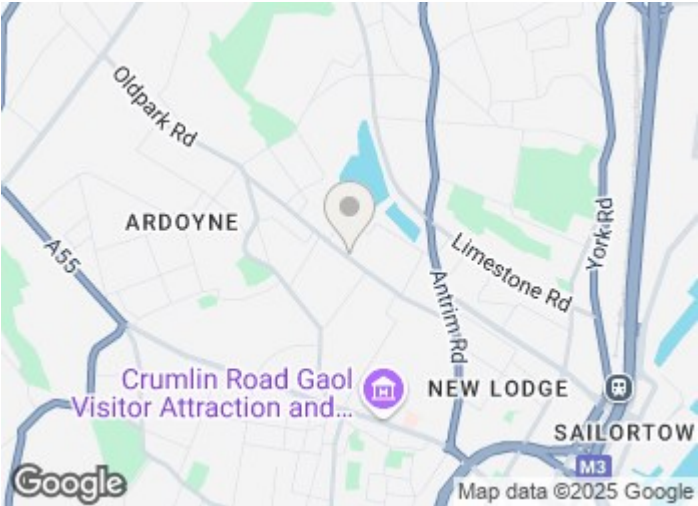 Oldpark Rd
ARDOYNE
A55
York Rd
Limestone Rd
Antrim Rd
Crumlin Road Gaol
Visitor Attraction and...
NEW LODGE
SAILORTOW
M3
Google
Map data ©2025 Google